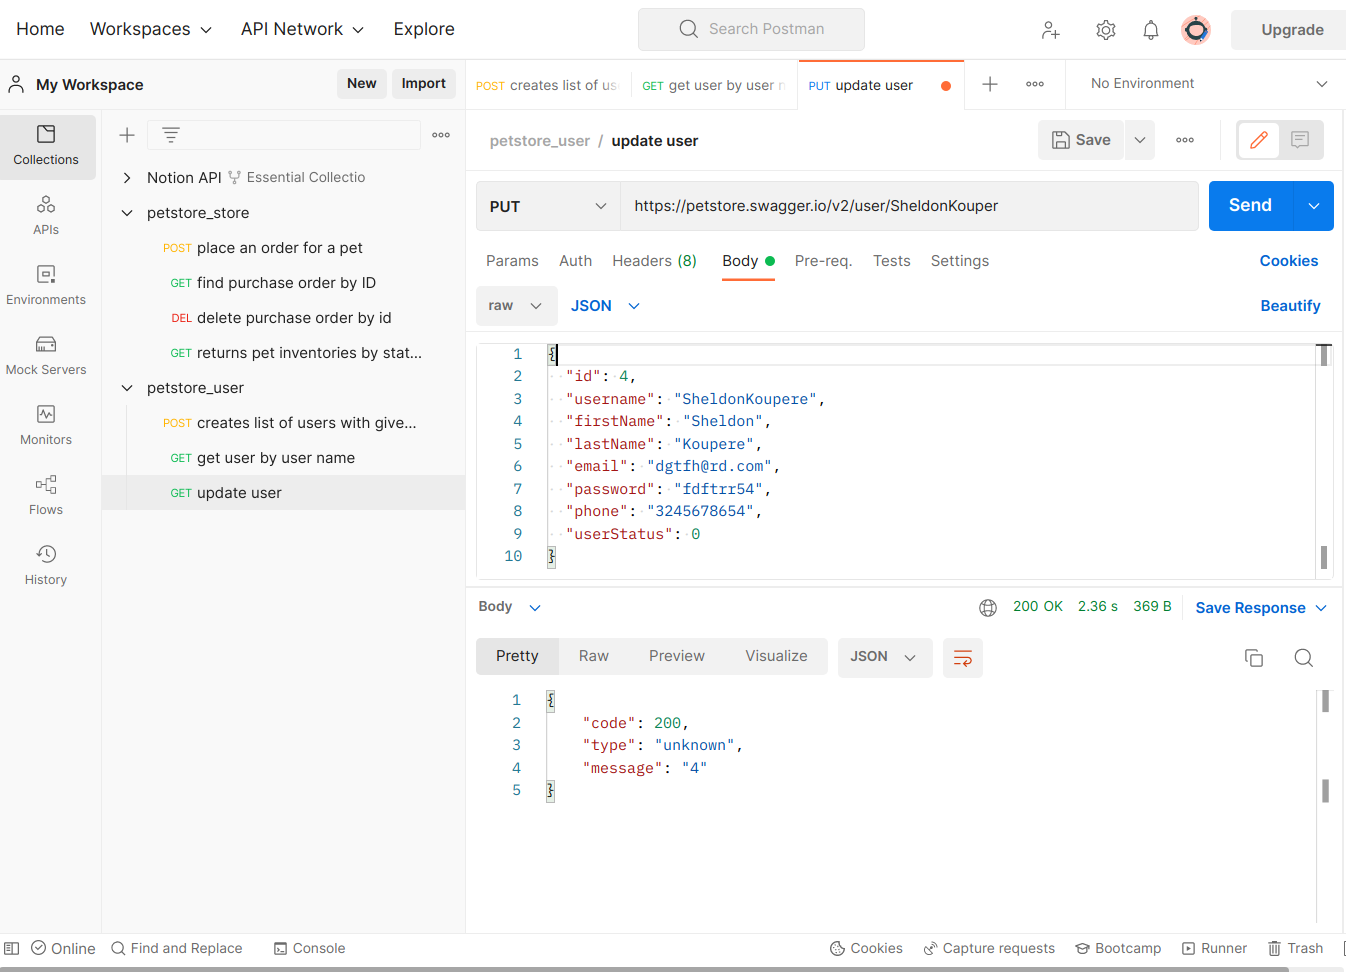 Home Workspaces API Network Explore Search Postman Upgrade
My Workspace New Import POST creates list of us GET get user by user n PUT update user No Environment
Collections
APIs
Environments
Mock Servers
Monitors
Flows
History
Notion API Essential Collectio
petstore_store
POST place an order for a pet
GET find purchase order by ID
DEL delete purchase order by id
GET returns pet inventories by stat...
petstore_user
POST creates list of users with give...
GET get user by user name
GET update user
petstore_user / update user Save
PUT https://petstore.swagger.io/v2/user/SheldonKouper Send
Params Auth Headers (8) Body Pre-req. Tests Settings Cookies
raw JSON Beautify
1 {
2 "id": 4,
3 "username": "SheldonKoupere",
4 "firstName": "Sheldon",
5 "lastName": "Koupere",
6 "email": "dgtfh@rd.com",
7 "password": "fdftrr54",
8 "phone": "3245678654",
9 "userStatus": 0
10 }
Body 200 OK 2.36 s 369 B Save Response
Pretty Raw Preview Visualize JSON
1 {
2 "code": 200,
3 "type": "unknown",
4 "message": "4"
5 }
Online Find and Replace Console Cookies Capture requests Bootcamp Runner Trash